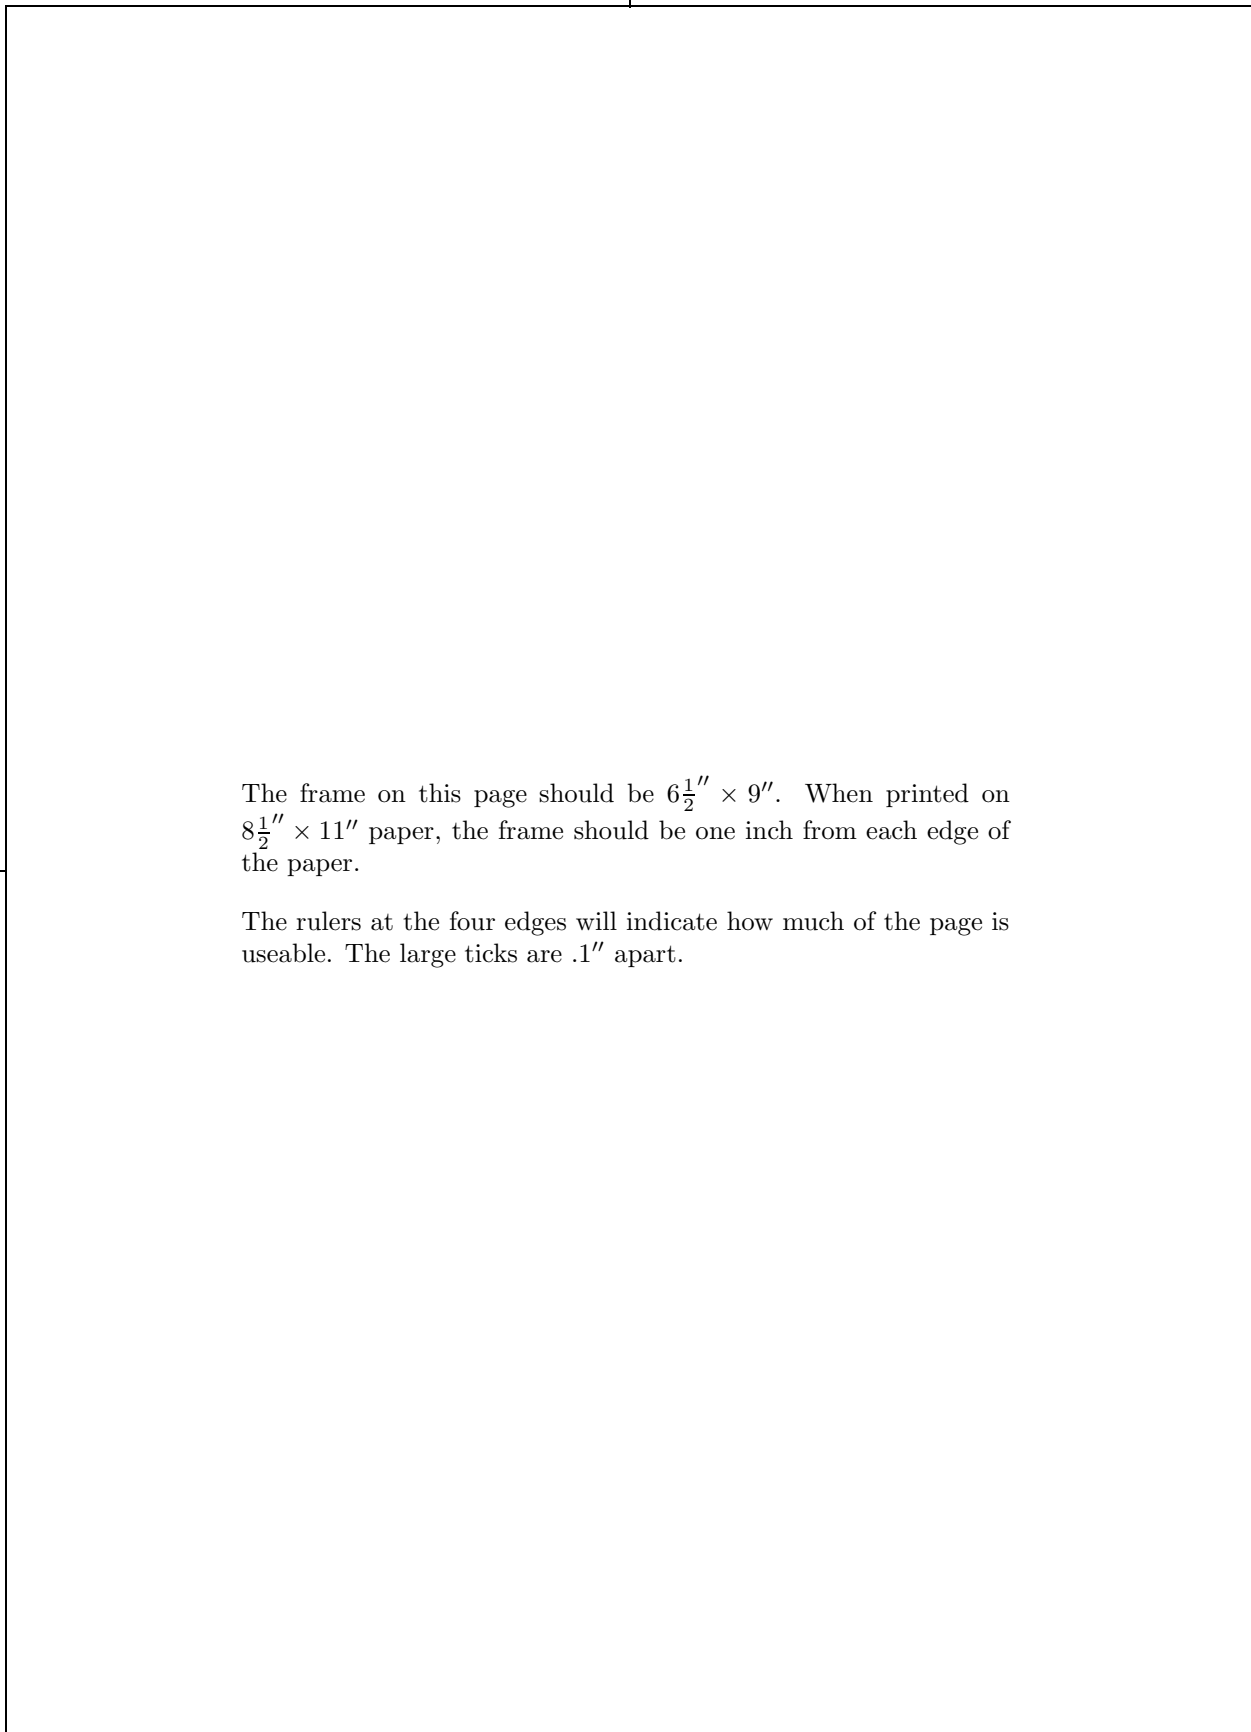 The frame on this page should be 6½″ × 9″. When printed on
8½″ × 11″ paper, the frame should be one inch from each edge of
the paper.
The rulers at the four edges will indicate how much of the page is
useable. The large ticks are .1″ apart.